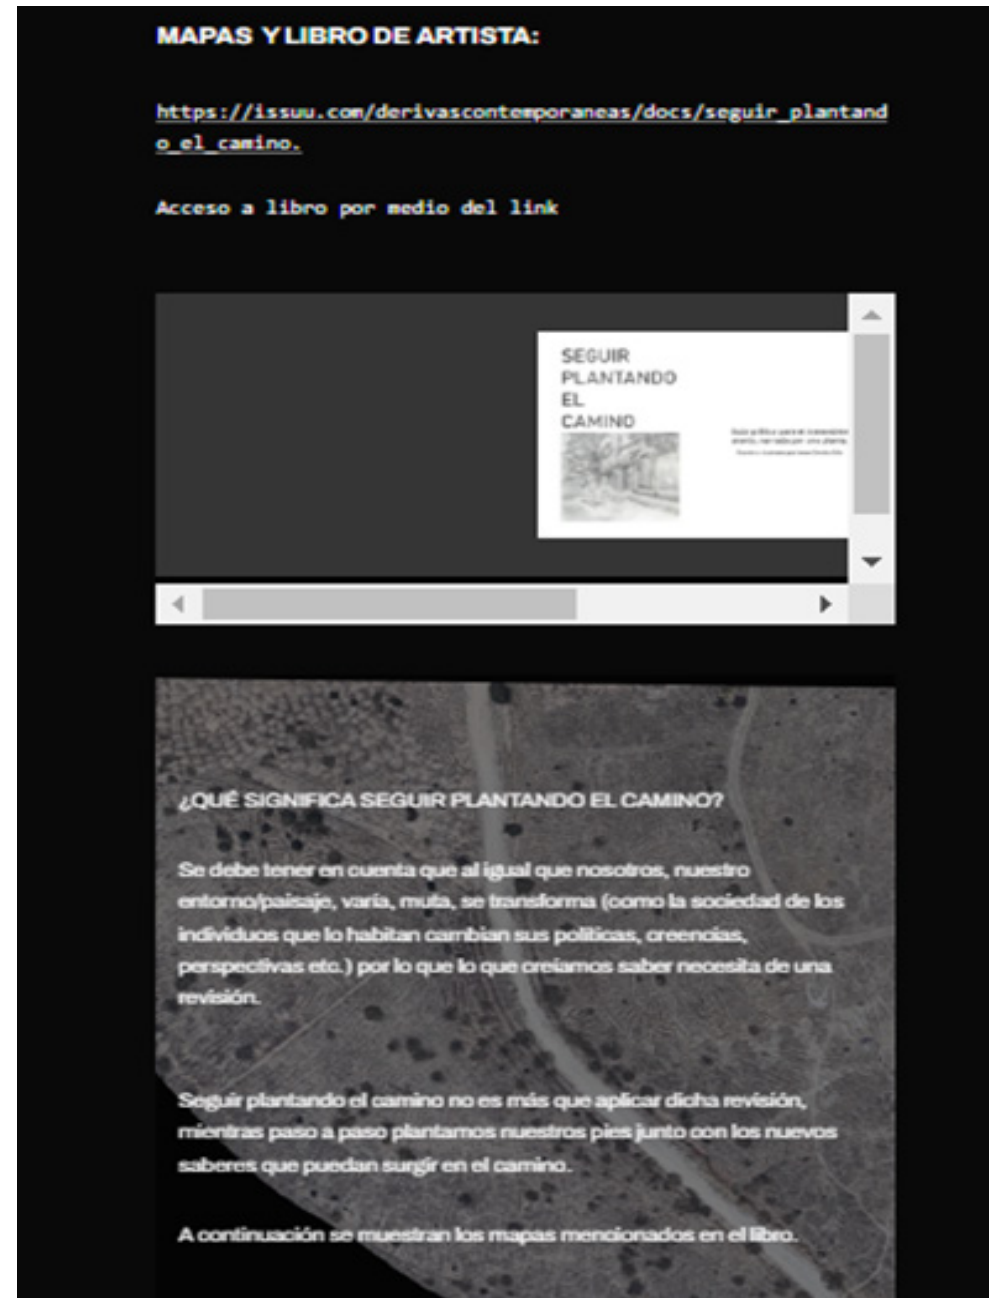 MAPAS Y LIBRO DE ARTISTA:
https://issuu.com/derivascontemporaneas/docs/seguir_plantand
o_el_camino.
Acceso a libro por medio del link
SEGUIR
PLANTANDO
EL
CAMINO
¿QUÉ SIGNIFICA SEGUIR PLANTANDO EL CAMINO?
Se debe tener en cuenta que al igual que nosotros, nuestro
entorno/paisaje, varía, muta, se transforma (como la sociedad de los
individuos que lo habitan cambian sus políticas, creencias,
perspectivas etc.) por lo que lo que creíamos saber necesita de una
revisión.
Seguir plantando el camino no es más que aplicar dicha revisión,
mientras paso a paso plantamos nuestros pies junto con los nuevos
saberes que puedan surgir en el camino.
A continuación se muestran los mapas mencionados en el libro.